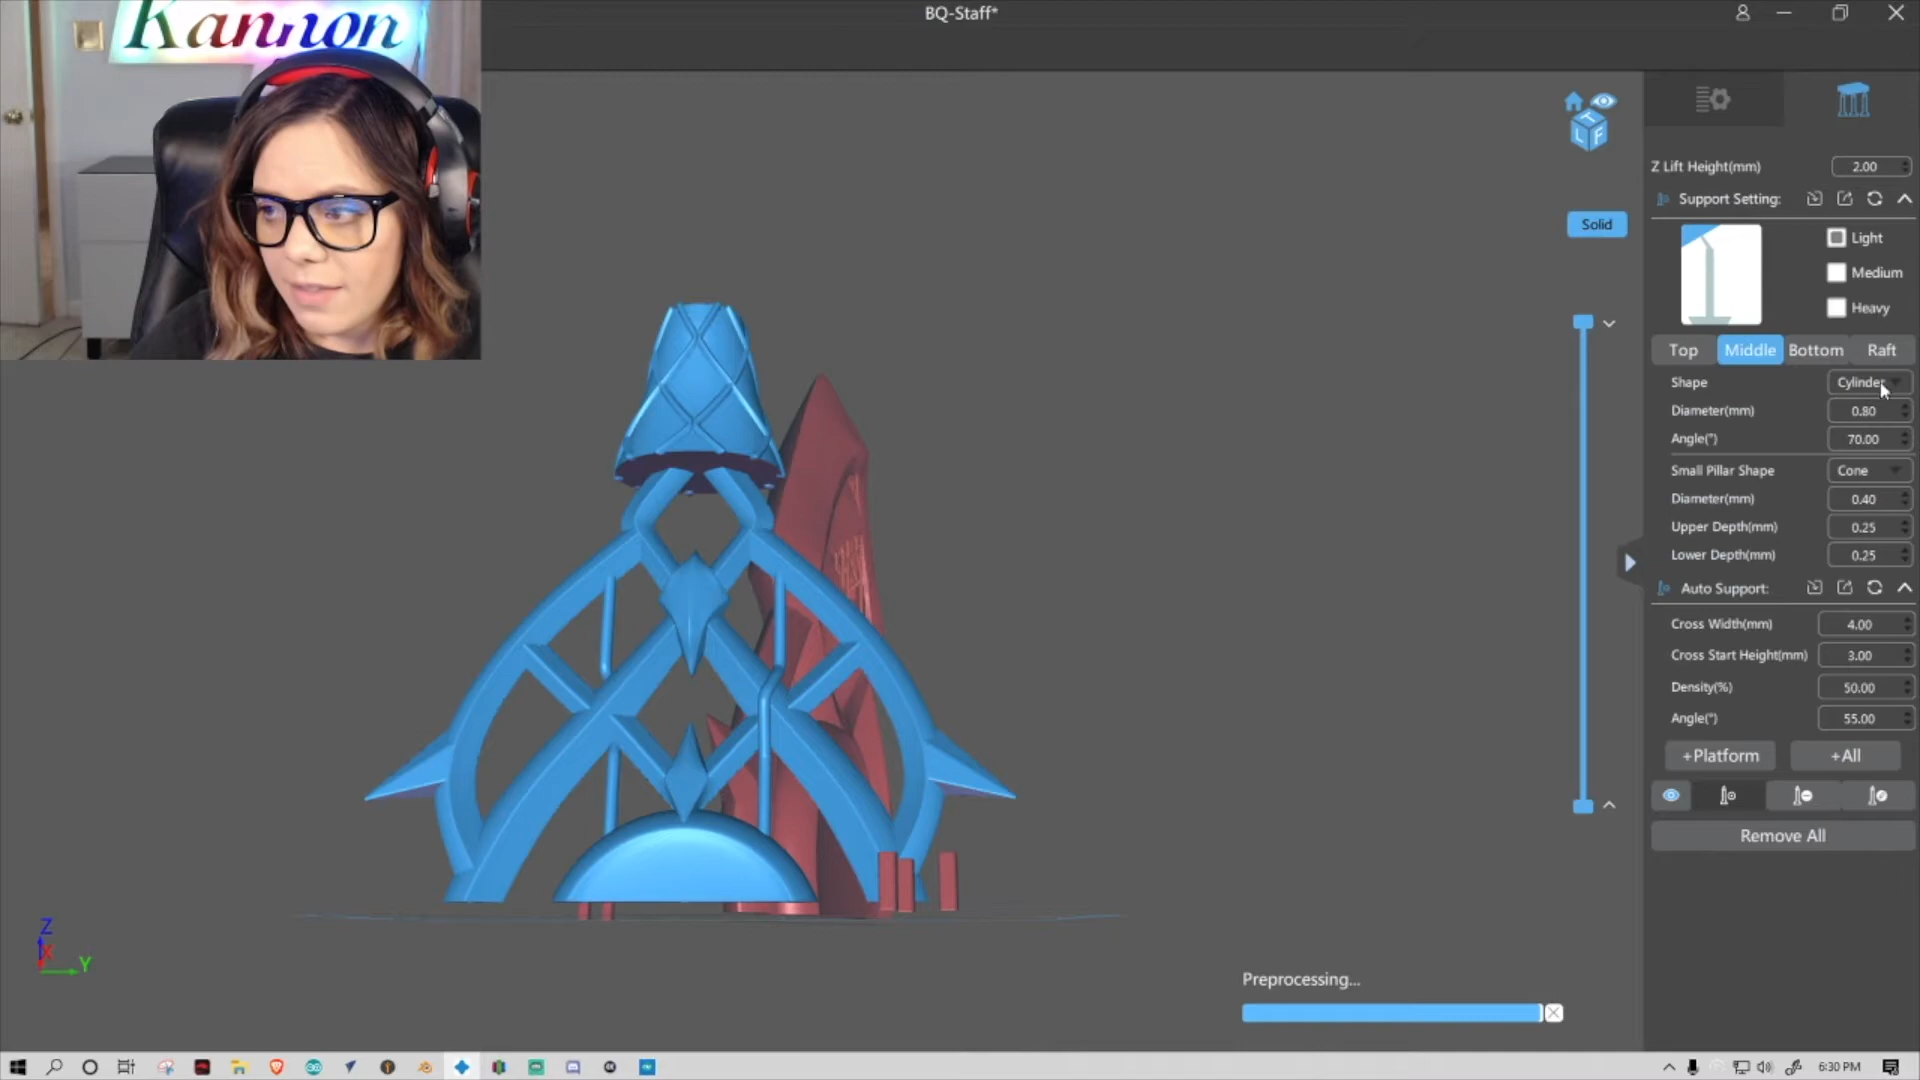 Kannon
BQ-Staff*
Z Lift Height(mm) 2.00
Support Setting:
Light
Medium
Heavy
Solid
Top Middle Bottom Raft
Shape Cylinder
Diameter(mm) 0.80
Angle(°) 70.00
Small Pillar Shape Cone
Diameter(mm) 0.40
Upper Depth(mm) 0.25
Lower Depth(mm) 0.25
Auto Support:
Cross Width(mm) 4.00
Cross Start Height(mm) 3.00
Density(%) 50.00
Angle(°) 55.00
+Platform +All
Remove All
T
L F
Z
X
Y
Preprocessing...
6:30 PM